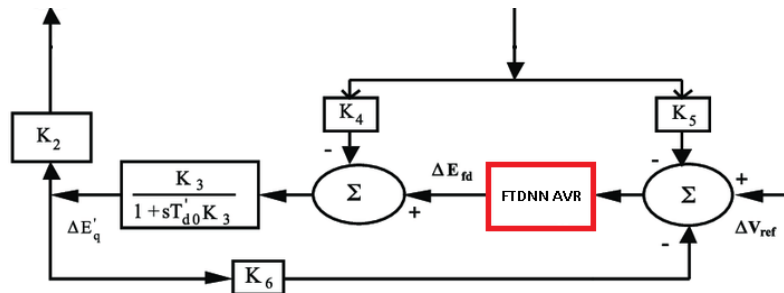 K₄
K₅
K₂
-
-
K₃
1+sT'd0K₃
Σ
ΔEfd
FTDNN AVR
Σ
+
+
ΔE'q
ΔVref
-
K₆